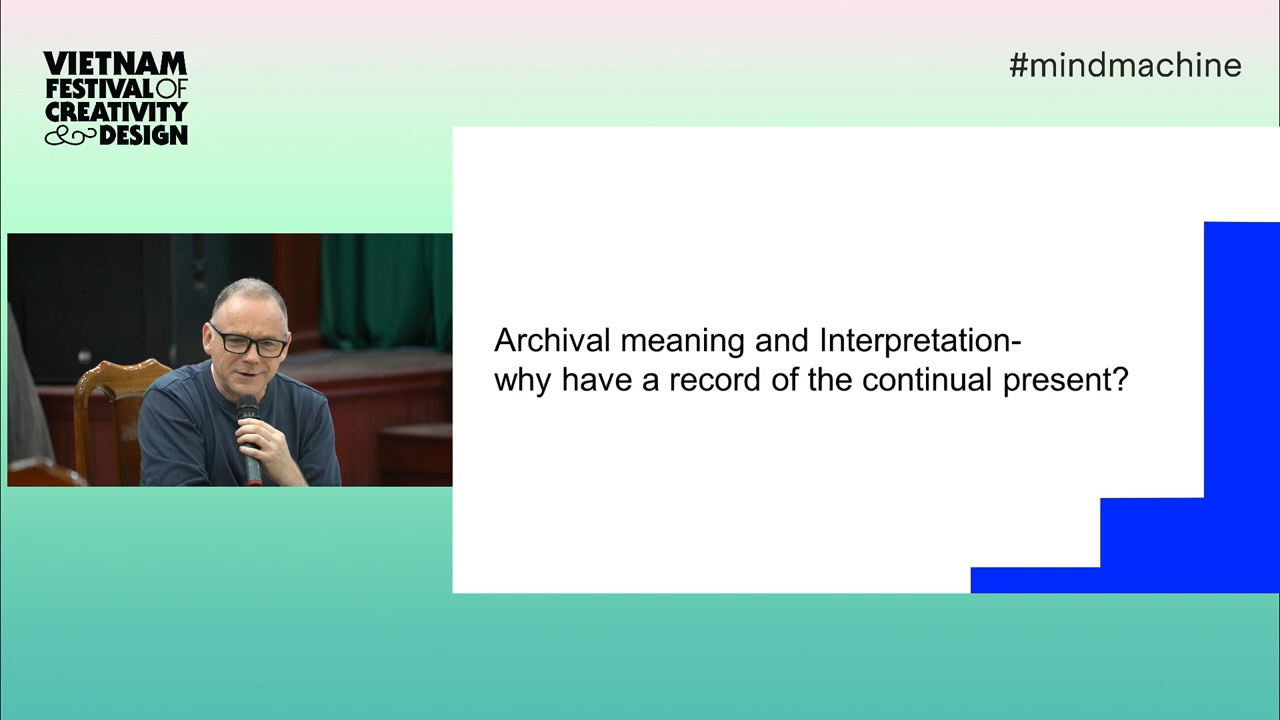 VIETNAM
FESTIVAL OF
CREATIVITY
& DESIGN
#mindmachine
Archival meaning and Interpretation-
why have a record of the continual present?